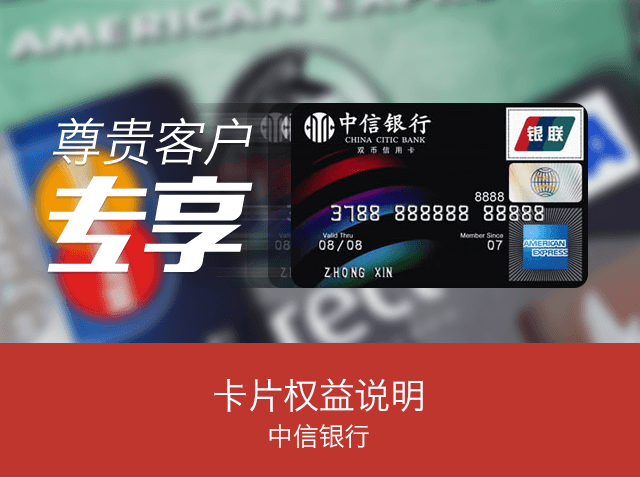 AMERICAN EXPRESS
尊贵客户
专享
中信银行
CHINA CITIC BANK
双币信用卡
银联
8888
3788 888888 88888
Valid Thru
Member Since
08/08
07
AMERICAN EXPRESS
ZHONG XIN
卡片权益说明
中信银行